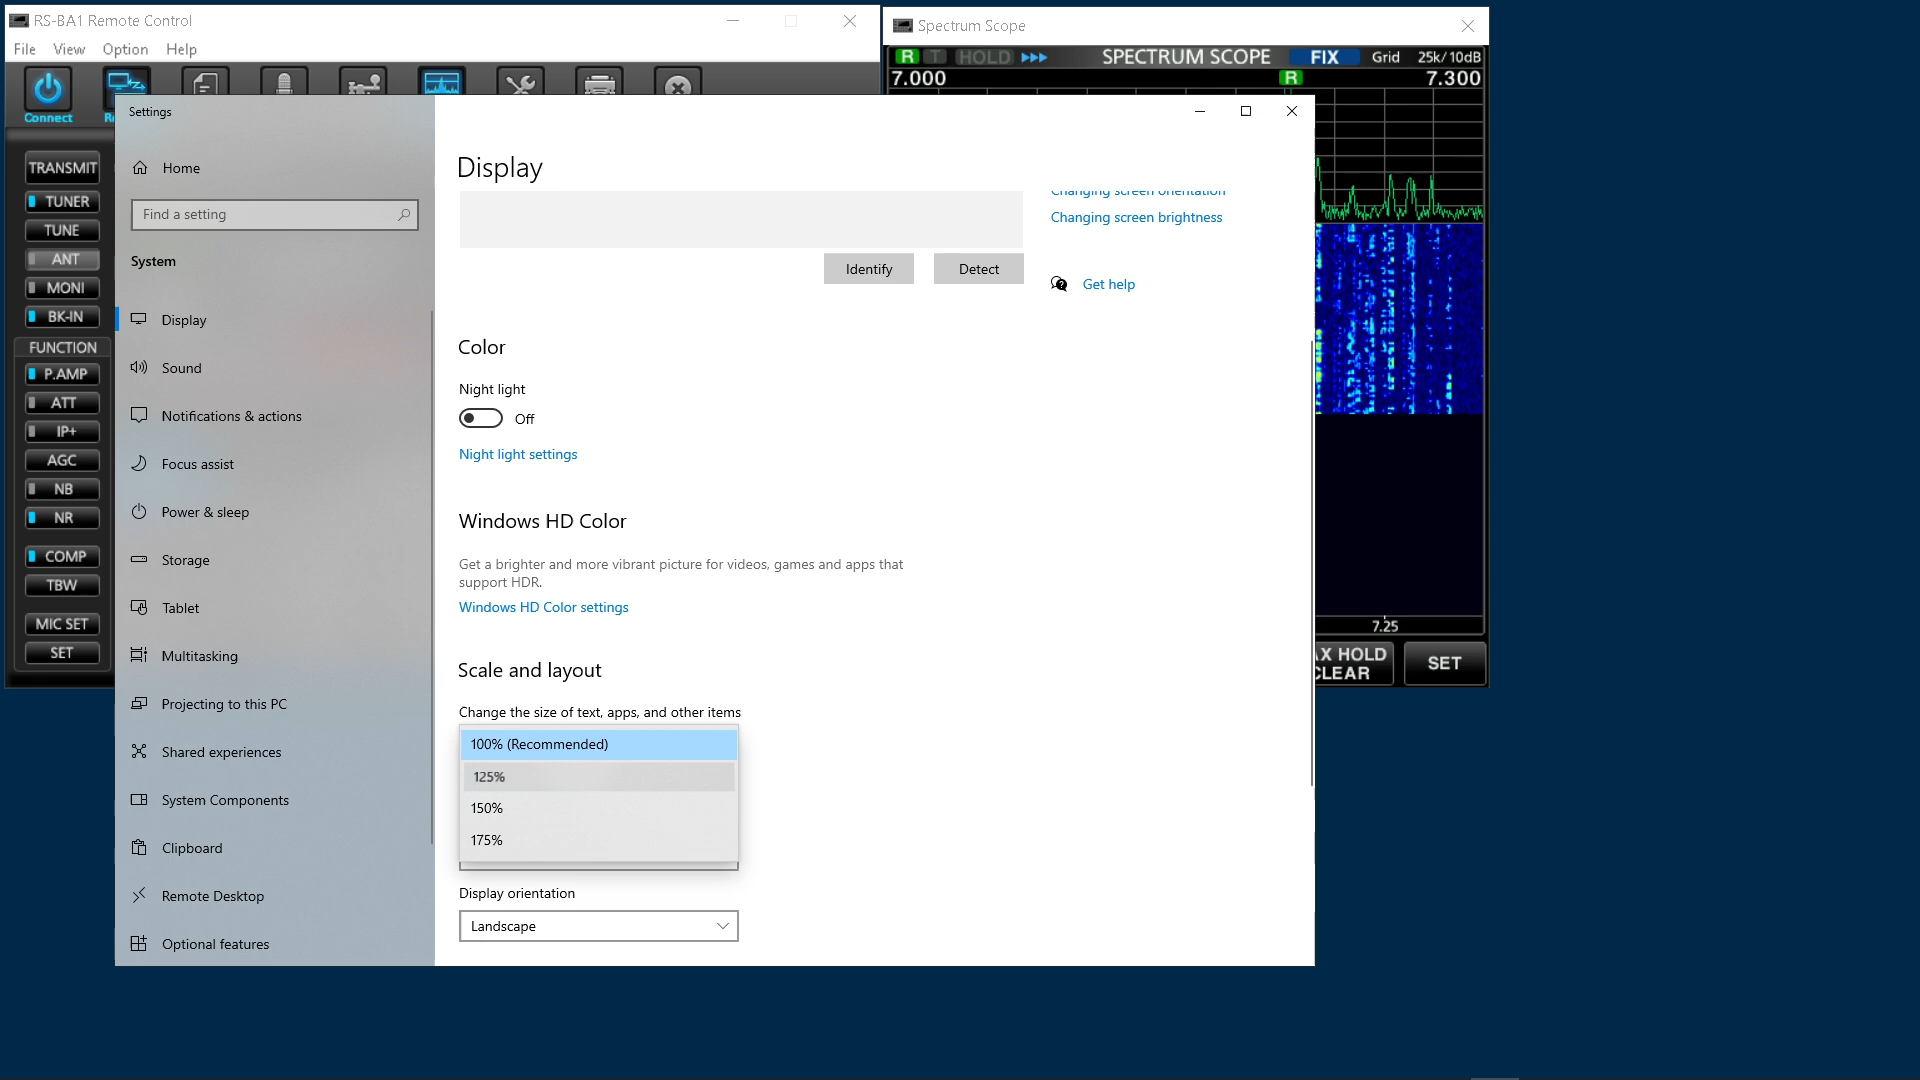 RS-BA1 Remote Control
File View Option Help
Connect
TRANSMIT
TUNER
TUNE
ANT
MONI
BK-IN
FUNCTION
P.AMP
ATT
IP+
AGC
NB
NR
COMP
TBW
MIC SET
SET
Spectrum Scope
R T HOLD SPECTRUM SCOPE FIX Grid 25k/10dB
7.000 R 7.300
7.25
CLEAR
HOLD
SET
Settings
Home
Find a setting
System
Display
Sound
Notifications & actions
Focus assist
Power & sleep
Storage
Tablet
Multitasking
Projecting to this PC
Shared experiences
System Components
Clipboard
Remote Desktop
Optional features
Display
Changing screen orientation
Changing screen brightness
Identify Detect
Get help
Color
Night light
Off
Night light settings
Windows HD Color
Get a brighter and more vibrant picture for videos, games and apps that
support HDR.
Windows HD Color settings
Scale and layout
Change the size of text, apps, and other items
100% (Recommended)
125%
150%
175%
Display orientation
Landscape